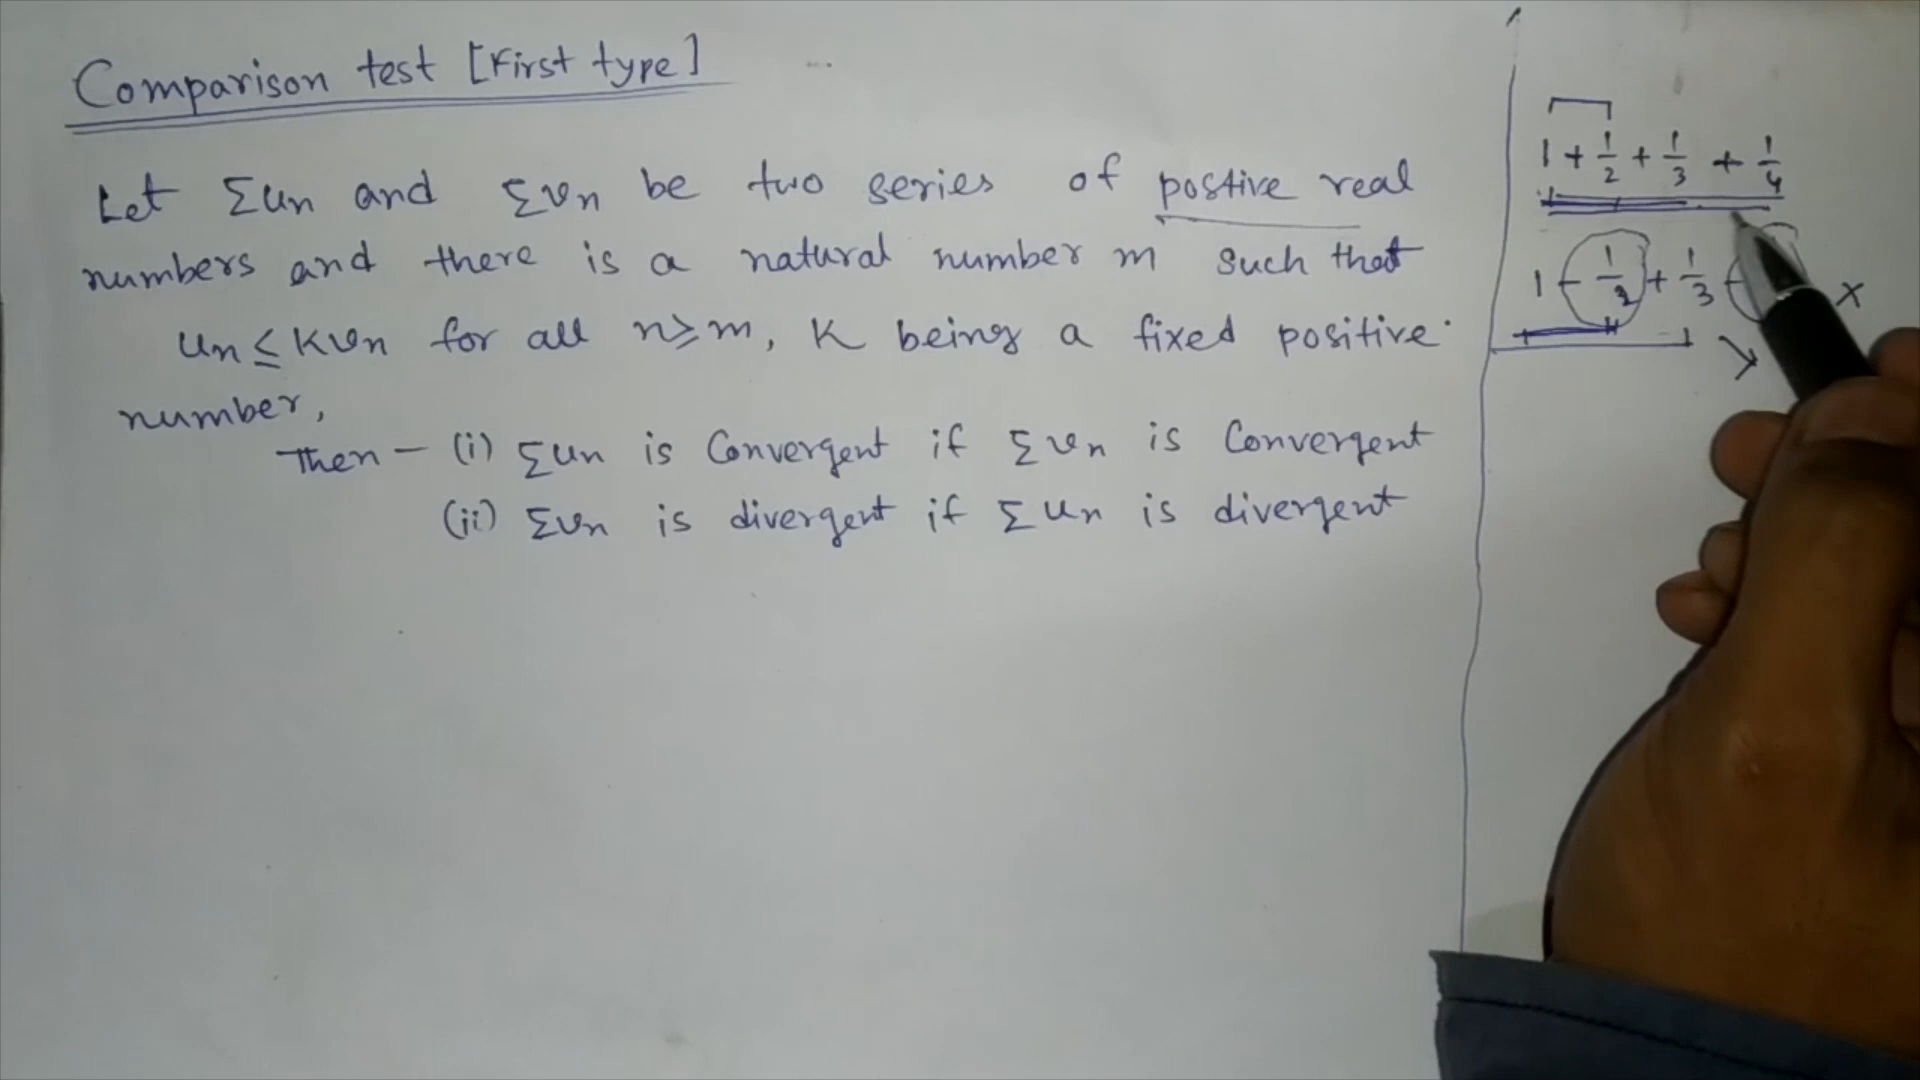 Comparison test [First type]
Let Σun and Σvn be two series of postive real
numbers and there is a natural number m such that
un ≤ Kvn for all n≥m, K being a fixed positive
number,
Then – (i) Σun is Convergent if Σvn is Convergent
(ii) Σvn is divergent if Σun is divergent
1 + 1/2 + 1/3 + 1/4
1 - 1/2 + 1/3 -
x